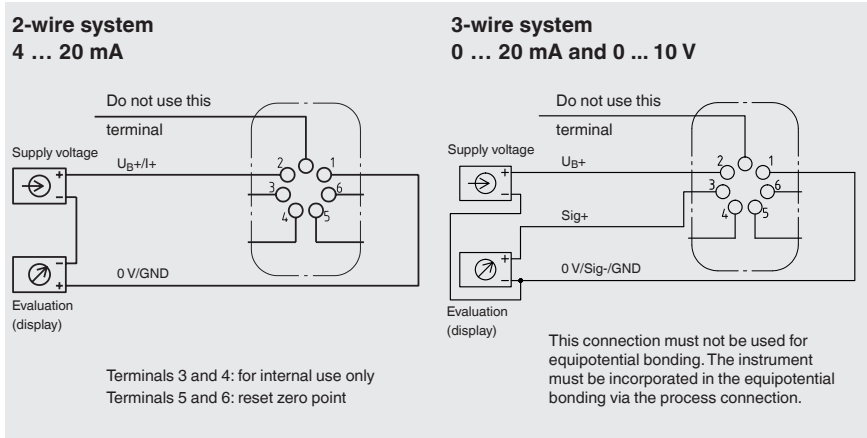 2-wire system
4 … 20 mA
Do not use this
terminal
Supply voltage
UB+/I+
+
−
2
1
3
6
4
5
−
+
0 V/GND
Evaluation
(display)
Terminals 3 and 4: for internal use only
Terminals 5 and 6: reset zero point
3-wire system
0 … 20 mA and 0 ... 10 V
Do not use this
terminal
Supply voltage
UB+
+
−
2
1
3
6
4
5
Sig+
+
−
0 V/Sig-/GND
Evaluation
(display)
This connection must not be used for
equipotential bonding. The instrument
must be incorporated in the equipotential
bonding via the process connection.